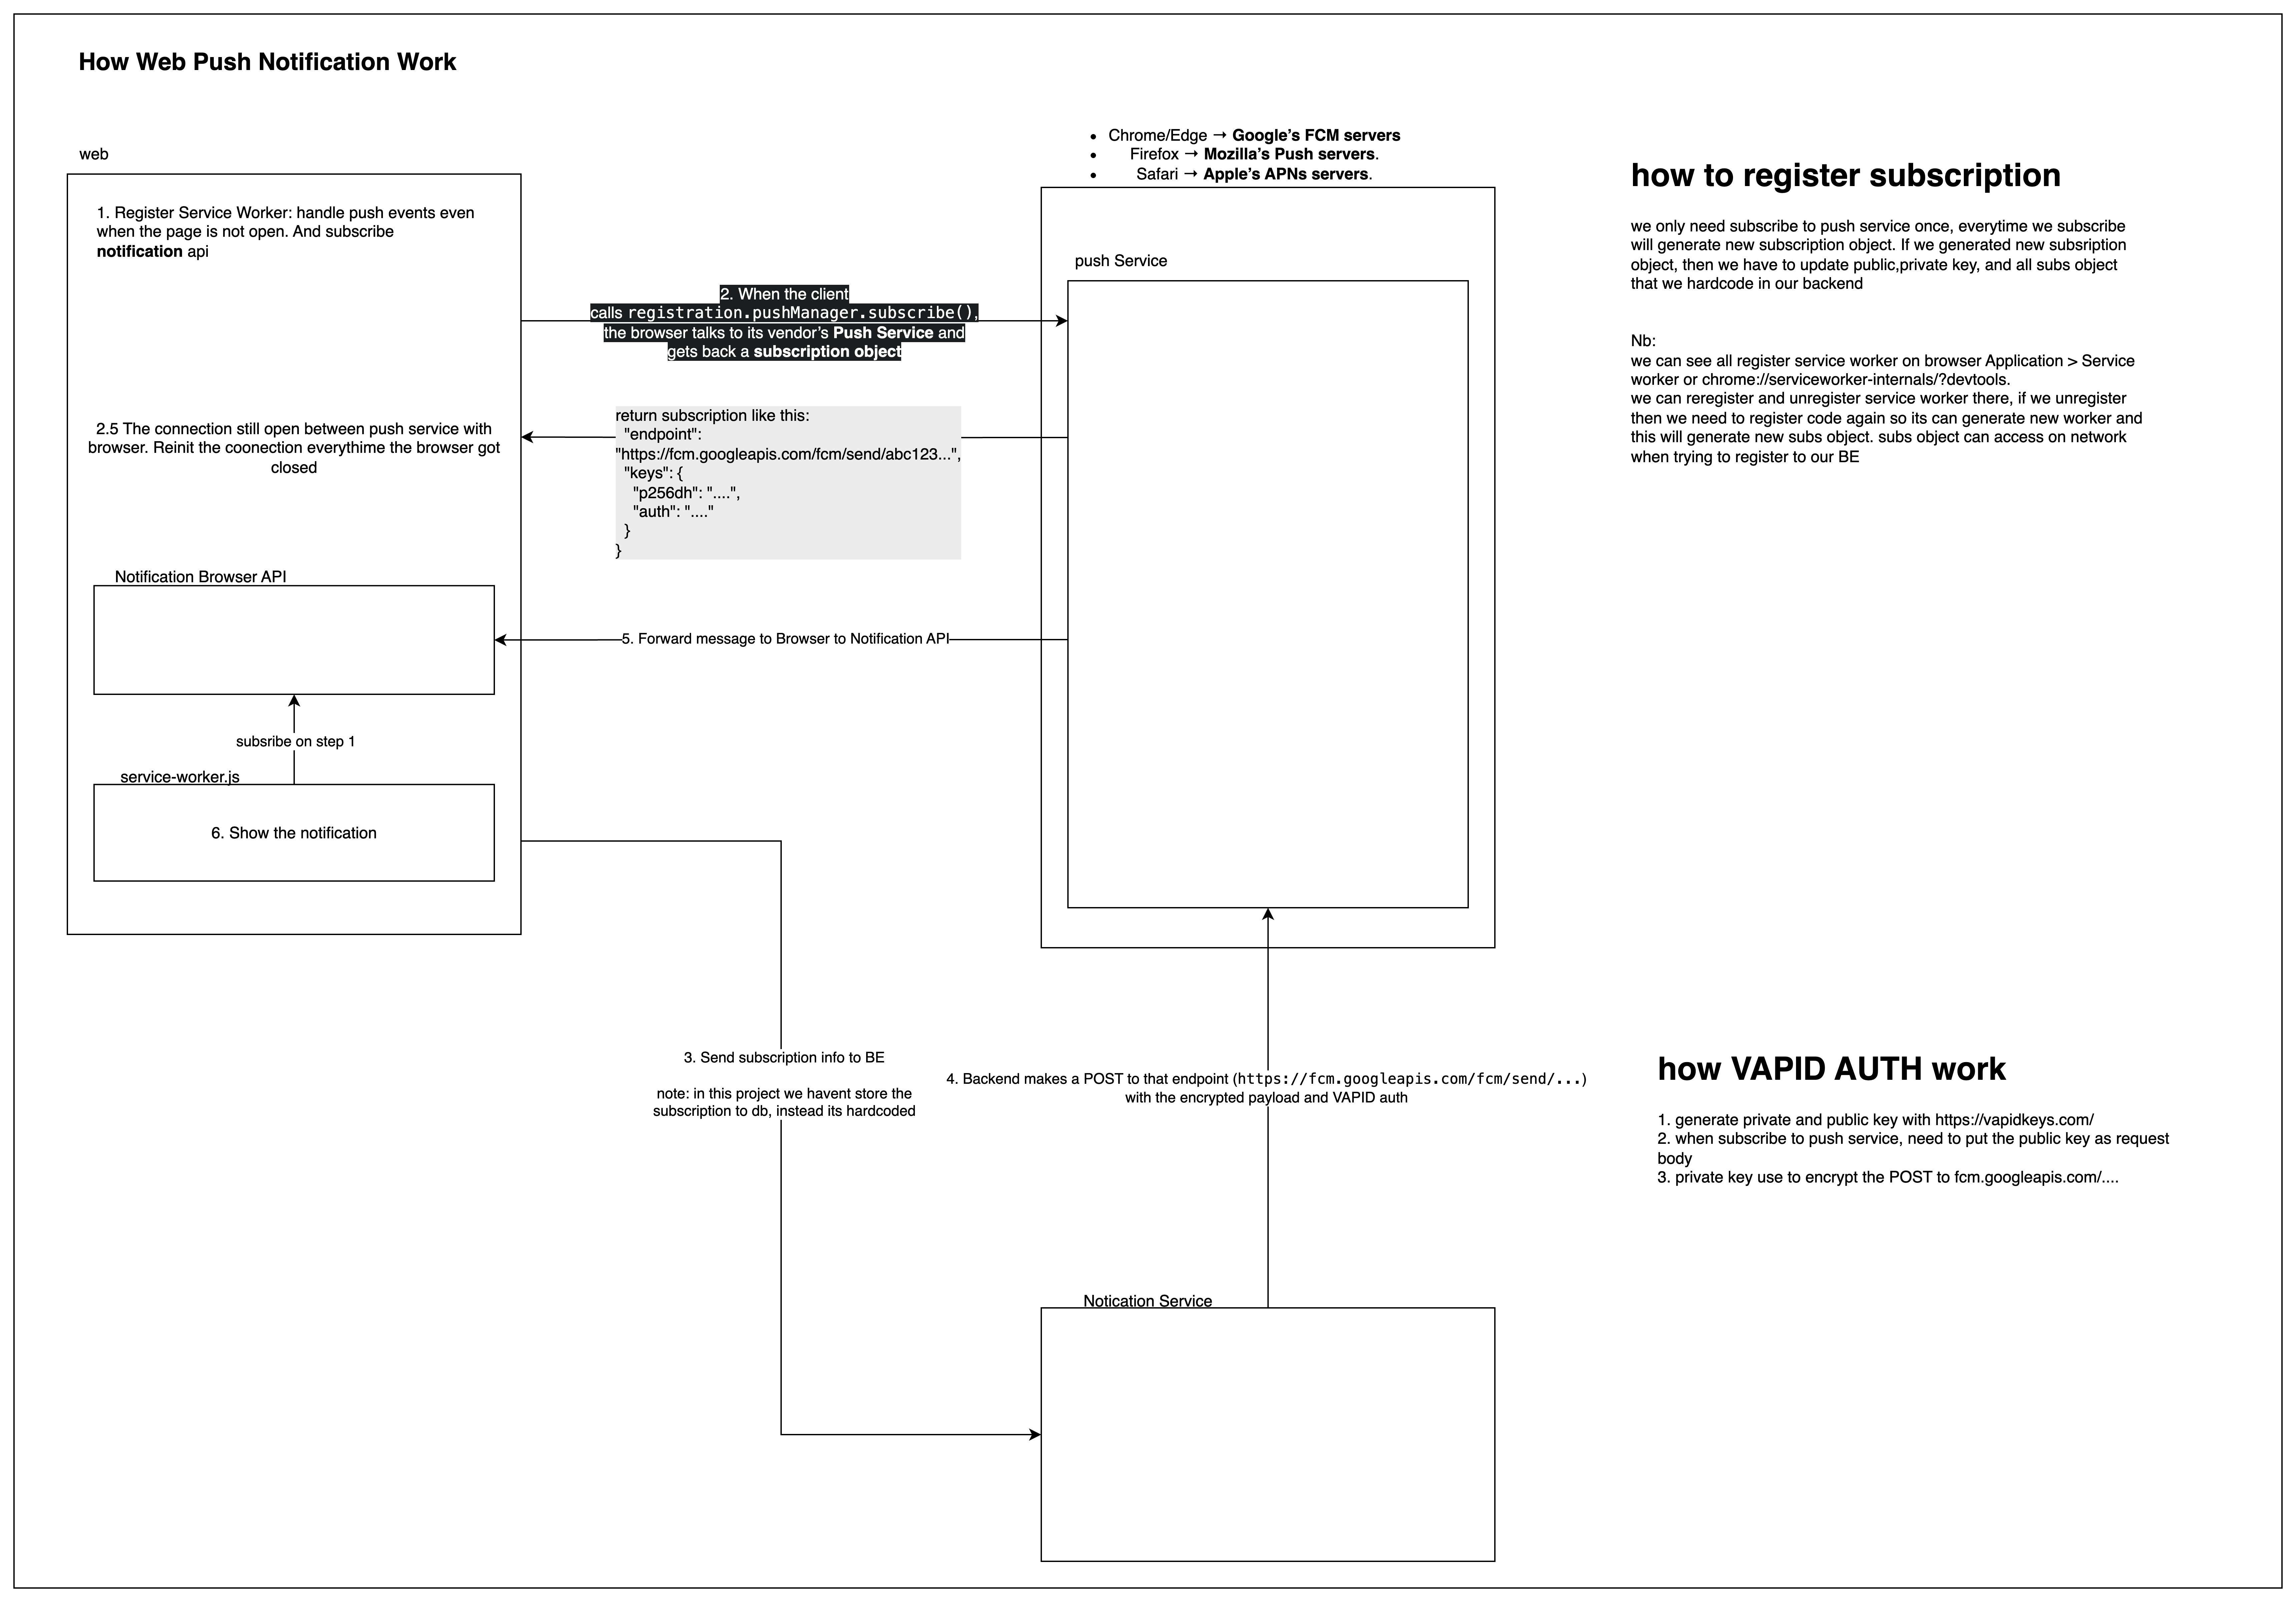 How Web Push Notification Work
web
1. Register Service Worker: handle push events even
when the page is not open. And subscribe
notification api
2. When the client
calls registration.pushManager.subscribe(),
the browser talks to its vendor’s Push Service and
gets back a subscription object
2.5 The connection still open between push service with
browser. Reinit the coonection everythime the browser got
closed
return subscription like this:
"endpoint":
"https://fcm.googleapis.com/fcm/send/abc123...",
"keys": {
"p256dh": "....",
"auth": "...."
}
}
Notification Browser API
5. Forward message to Browser to Notification API
subsribe on step 1
service-worker.js
6. Show the notification
• Chrome/Edge → Google’s FCM servers
• Firefox → Mozilla’s Push servers.
• Safari → Apple’s APNs servers.
push Service
3. Send subscription info to BE
note: in this project we havent store the
subscription to db, instead its hardcoded
4. Backend makes a POST to that endpoint (https://fcm.googleapis.com/fcm/send/...)
with the encrypted payload and VAPID auth
Notication Service
how to register subscription
we only need subscribe to push service once, everytime we subscribe
will generate new subscription object. If we generated new subsription
object, then we have to update public,private key, and all subs object
that we hardcode in our backend
Nb:
we can see all register service worker on browser Application > Service
worker or chrome://serviceworker-internals/?devtools.
we can reregister and unregister service worker there, if we unregister
then we need to register code again so its can generate new worker and
this will generate new subs object. subs object can access on network
when trying to register to our BE
how VAPID AUTH work
1. generate private and public key with https://vapidkeys.com/
2. when subscribe to push service, need to put the public key as request
body
3. private key use to encrypt the POST to fcm.googleapis.com/....